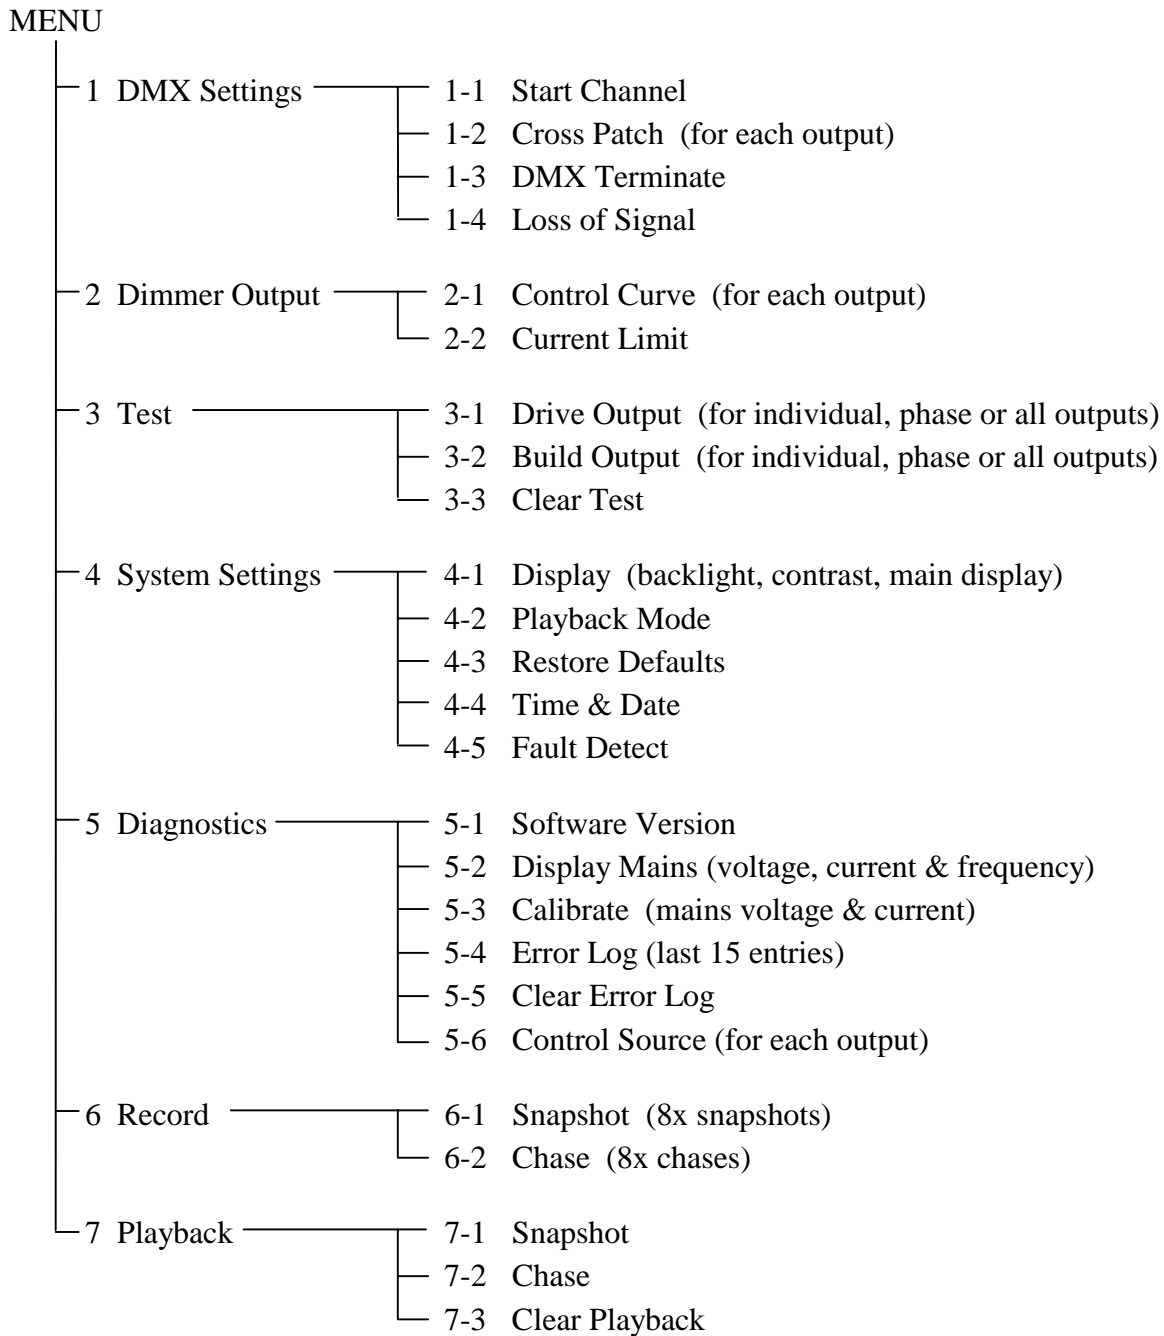 MENU
1 DMX Settings 1-1 Start Channel
1-2 Cross Patch (for each output)
1-3 DMX Terminate
1-4 Loss of Signal
2 Dimmer Output 2-1 Control Curve (for each output)
2-2 Current Limit
3 Test 3-1 Drive Output (for individual, phase or all outputs)
3-2 Build Output (for individual, phase or all outputs)
3-3 Clear Test
4 System Settings 4-1 Display (backlight, contrast, main display)
4-2 Playback Mode
4-3 Restore Defaults
4-4 Time & Date
4-5 Fault Detect
5 Diagnostics 5-1 Software Version
5-2 Display Mains (voltage, current & frequency)
5-3 Calibrate (mains voltage & current)
5-4 Error Log (last 15 entries)
5-5 Clear Error Log
5-6 Control Source (for each output)
6 Record 6-1 Snapshot (8x snapshots)
6-2 Chase (8x chases)
7 Playback 7-1 Snapshot
7-2 Chase
7-3 Clear Playback